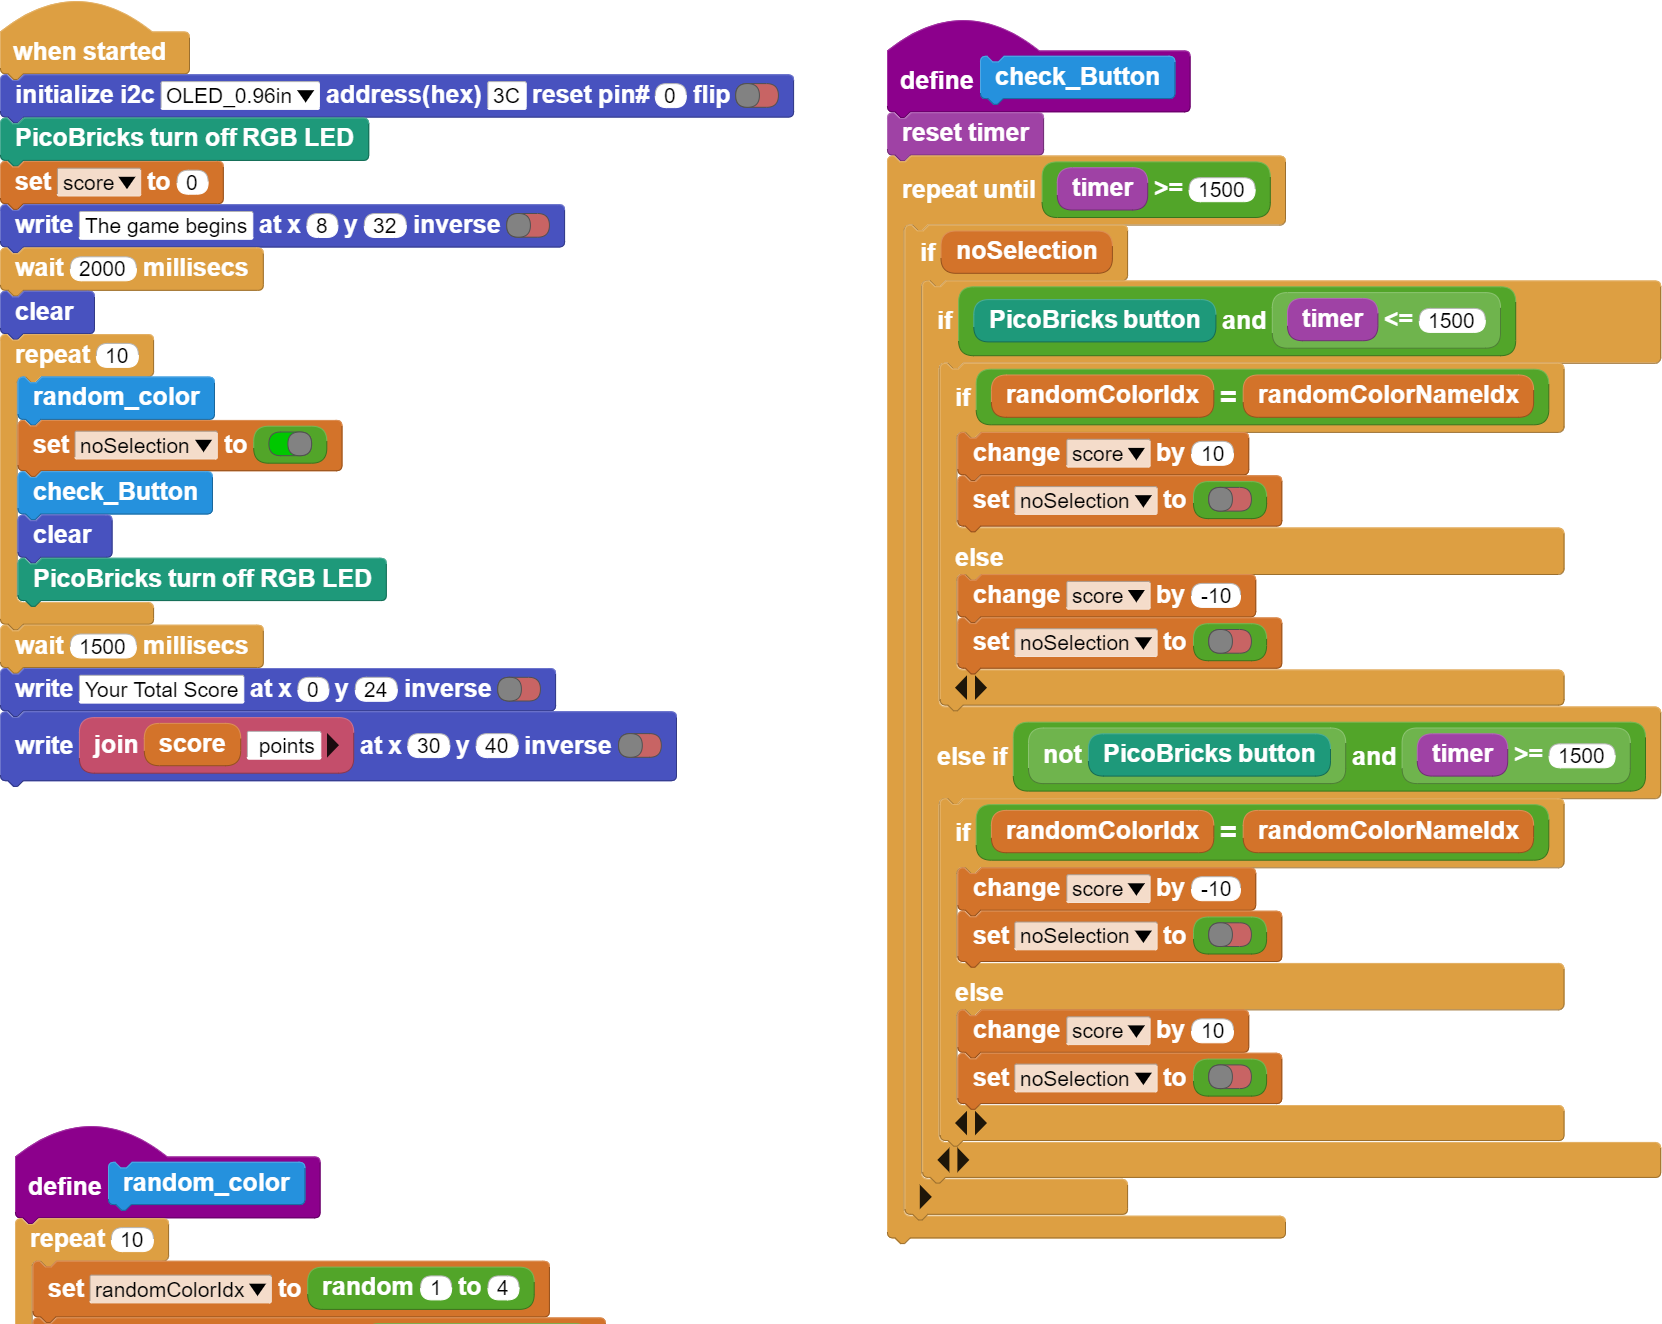 when started
initialize i2c OLED_0.96in address(hex) 3C reset pin# 0 flip
PicoBricks turn off RGB LED
set score to 0
write The game begins at x 8 y 32 inverse
wait 2000 millisecs
clear
repeat 10
random_color
set noSelection to
check_Button
clear
PicoBricks turn off RGB LED
wait 1500 millisecs
write Your Total Score at x 0 y 24 inverse
write join score points at x 30 y 40 inverse
define random_color
repeat 10
set randomColorIdx to random 1 to 4
define check_Button
reset timer
repeat until timer >= 1500
if noSelection
if PicoBricks button and timer <= 1500
if randomColorIdx = randomColorNameIdx
change score by 10
set noSelection to
else
change score by -10
set noSelection to
else if not PicoBricks button and timer >= 1500
if randomColorIdx = randomColorNameIdx
change score by -10
set noSelection to
else
change score by 10
set noSelection to